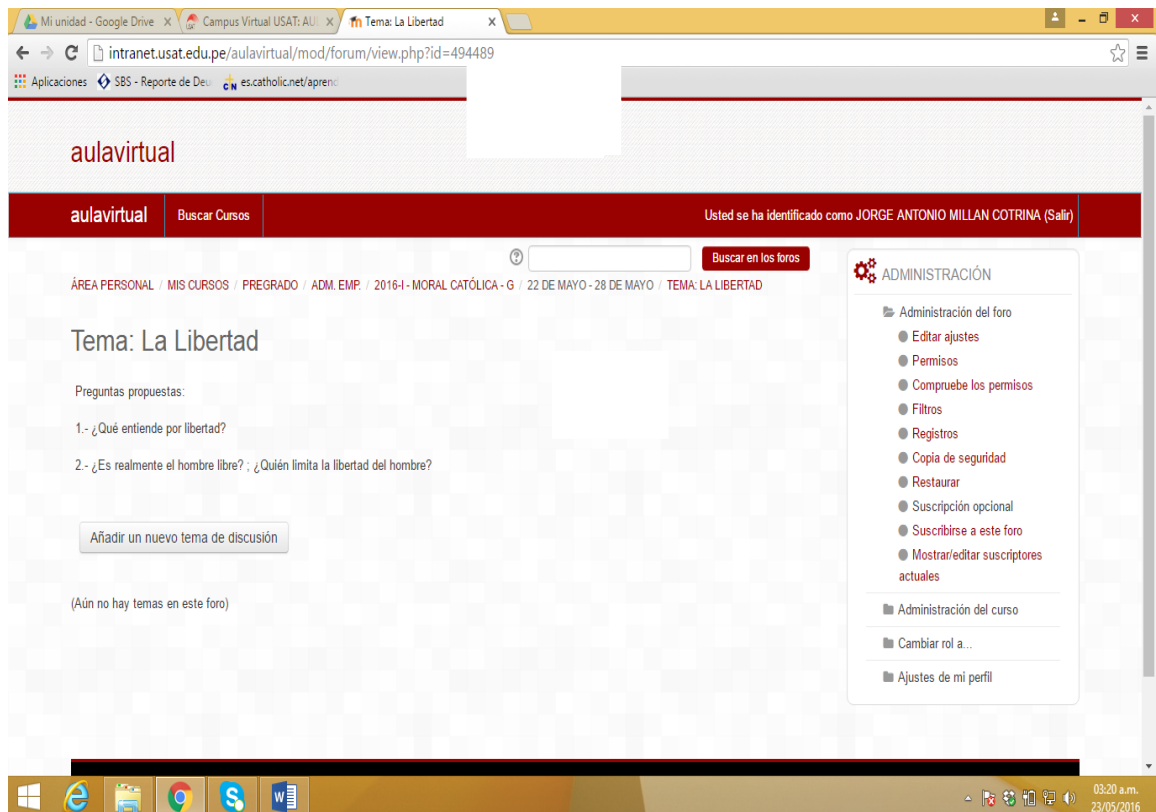 Mi unidad - Google Drive
Campus Virtual USAT: AUL
Tema: La Libertad
intranet.usat.edu.pe/aulavirtual/mod/forum/view.php?id=494489
Aplicaciones
SBS - Reporte de Deu
es.catholic.net/aprend
aulavirtual
aulavirtual
Buscar Cursos
Usted se ha identificado como JORGE ANTONIO MILLAN COTRINA (Salir)
Buscar en los foros
ÁREA PERSONAL / MIS CURSOS / PREGRADO / ADM. EMP. / 2016-I - MORAL CATÓLICA - G / 22 DE MAYO - 28 DE MAYO / TEMA: LA LIBERTAD
Tema: La Libertad
Preguntas propuestas:
1.- ¿Qué entiende por libertad?
2.- ¿Es realmente el hombre libre? ; ¿Quién limita la libertad del hombre?
Añadir un nuevo tema de discusión
(Aún no hay temas en este foro)
ADMINISTRACIÓN
Administración del foro
Editar ajustes
Permisos
Compruebe los permisos
Filtros
Registros
Copia de seguridad
Restaurar
Suscripción opcional
Suscribirse a este foro
Mostrar/editar suscriptores
actuales
Administración del curso
Cambiar rol a...
Ajustes de mi perfil
03:20 a.m.
23/05/2016